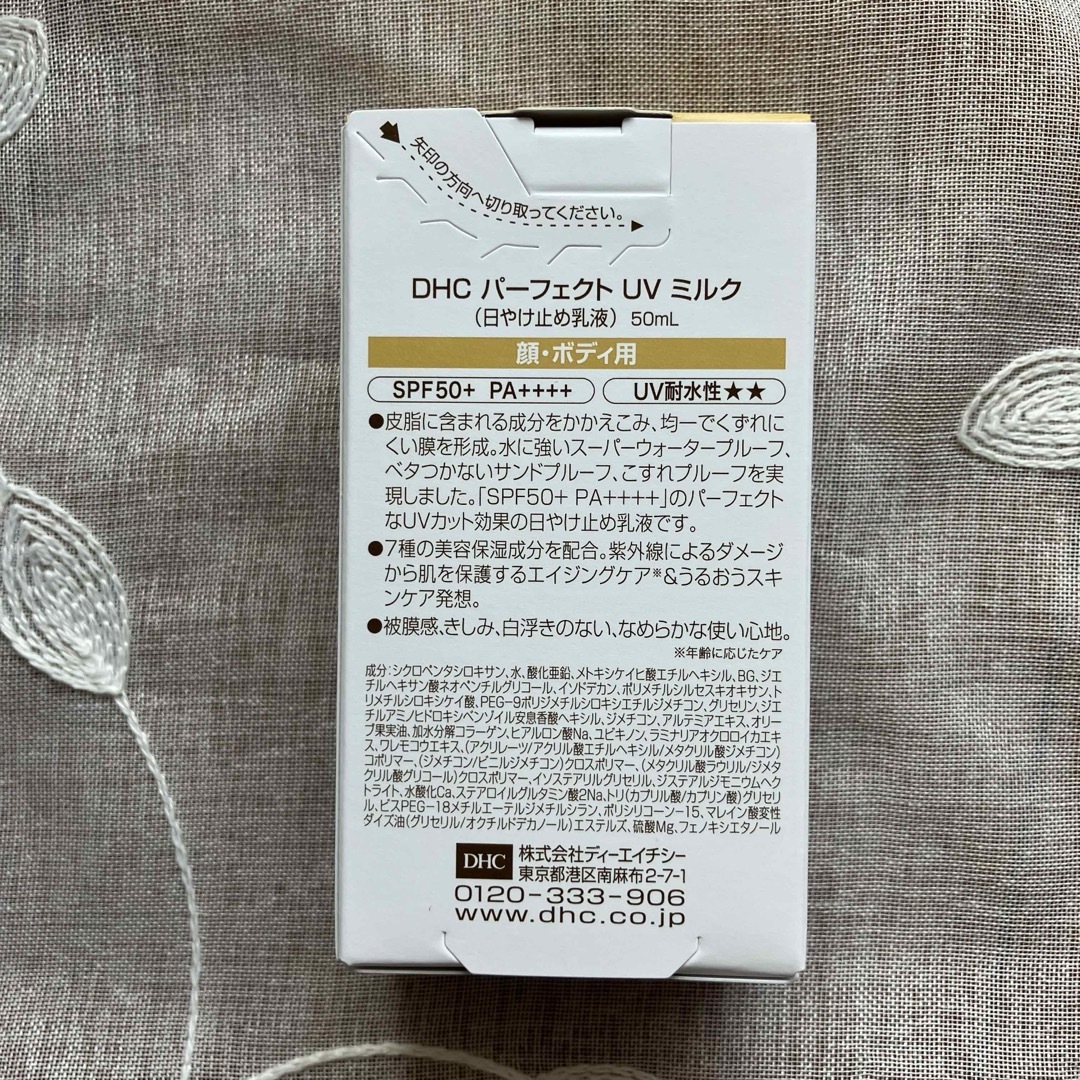 矢印の方向へ切り取ってください。
DHC パーフェクト UV ミルク
（日やけ止め乳液） 50mL
顔・ボディ用
SPF50+ PA++++ UV耐水性★★
●皮脂に含まれる成分をかかえこみ、均一でくずれに
くい膜を形成。水に強いスーパーウォータープルーフ、
ベタつかないサンドプルーフ、こすれプルーフを実
現しました。「SPF50+ PA++++」のパーフェクト
なUVカット効果の日やけ止め乳液です。
●7種の美容保湿成分を配合。紫外線によるダメージ
から肌を保護するエイジングケア※&うるおうスキ
ンケア発想。
●被膜感、きしみ、白浮きのない、なめらかな使い心地。
※年齢に応じたケア
成分：シクロペンタシロキサン、水、酸化亜鉛、メトキシケイヒ酸エチルヘキシル、BG、ジエ
チルヘキサン酸ネオペンチルグリコール、イソドデカン、ポリメチルシルセスキオキサン、ト
リメチルシロキシケイ酸、PEG-9ポリジメチルシロキシエチルジメチコン、グリセリン、ジエ
チルアミノヒドロキシベンゾイル安息香酸ヘキシル、ジメチコン、アルテミアエキス、オリー
ブ果実油、加水分解コラーゲン、ヒアルロン酸Na、ユビキノン、ラミナリアオクロロイカエキ
ス、ワレモコウエキス、（アクリレーツ/アクリル酸エチルヘキシル/メタクリル酸ジメチコン）
コポリマー、（ジメチコン/ビニルジメチコン）クロスポリマー、（メタクリル酸ラウリル/ジメタ
クリル酸グリコール）クロスポリマー、イソステアリルグリセリル、ジステアルジモニウムヘクト
ライト、水酸化Ca、ステアロイルグルタミン酸2Na、トリ（カプリル酸/カプリン酸）グリセリ
ル、ビスPEG-18メチルエーテルジメチルシラン、ポリシリコーン-15、マレイン酸変性
ダイズ油（グリセリル/オクチルドデカノール）エステルズ、硫酸Mg、フェノキシエタノール
DHC 株式会社ディーエイチシー
東京都港区南麻布2-7-1
0120-333-906
www.dhc.co.jp